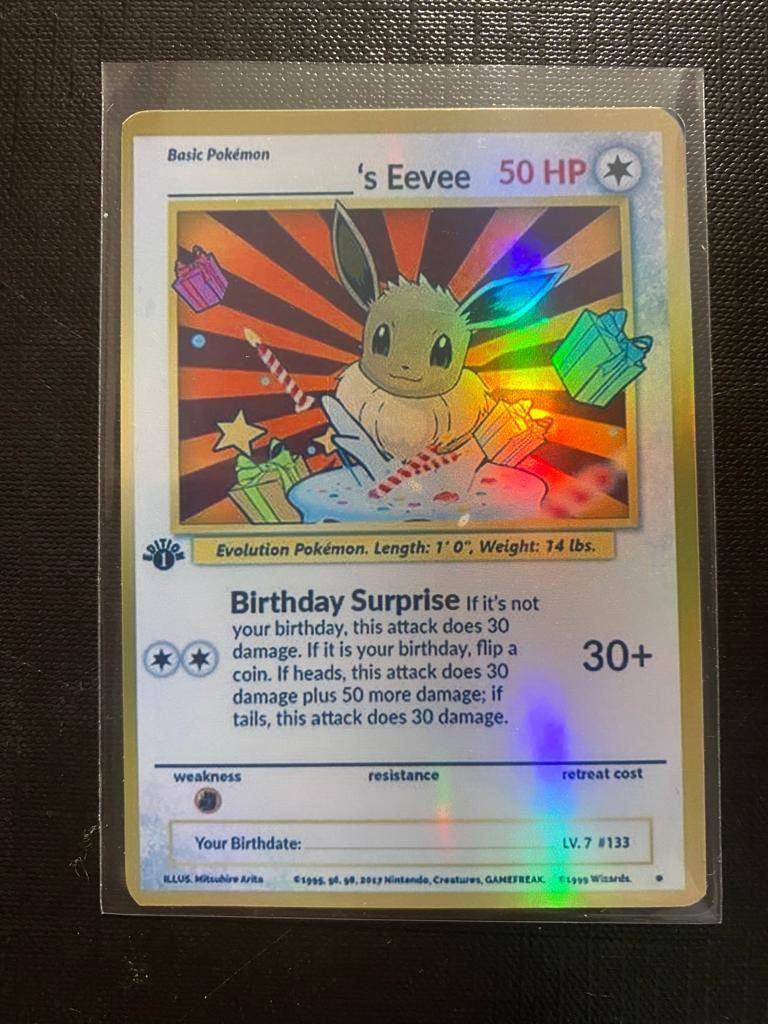 Basic Pokémon
's Eevee 50 HP
EDITION
1
Evolution Pokémon. Length: 1' 0", Weight: 14 lbs.
Birthday Surprise If it's not
your birthday, this attack does 30
damage. If it is your birthday, flip a
coin. If heads, this attack does 30
damage plus 50 more damage; if
tails, this attack does 30 damage.
30+
weakness resistance retreat cost
Your Birthdate: LV. 7 #133
ILLUS. Mitsuhiro Arita ©1995, 96, 98, 2017 Nintendo, Creatures, GAMEFREAK. ©1999 Wizards.